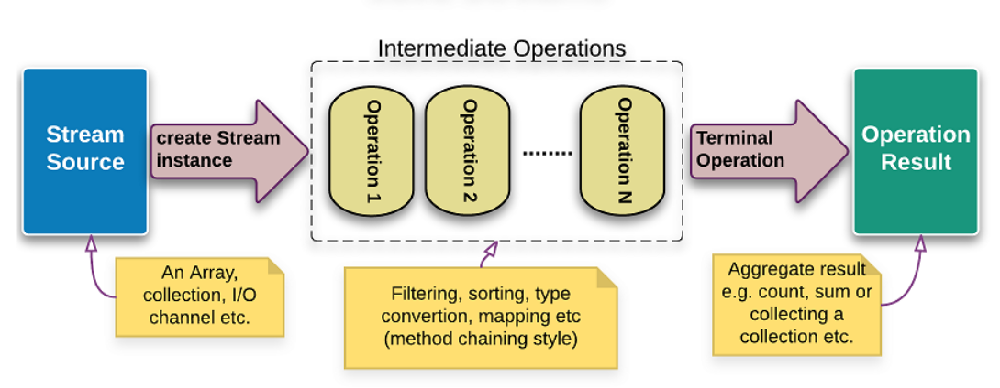 Intermediate Operations
Stream
Source
create Stream
instance
Operation 1
Operation 2
........
Operation N
Terminal
Operation
Operation
Result
An Array,
collection, I/O
channel etc.
Filtering, sorting, type
convertion, mapping etc
(method chaining style)
Aggregate result
e.g. count, sum or
collecting a
collection etc.